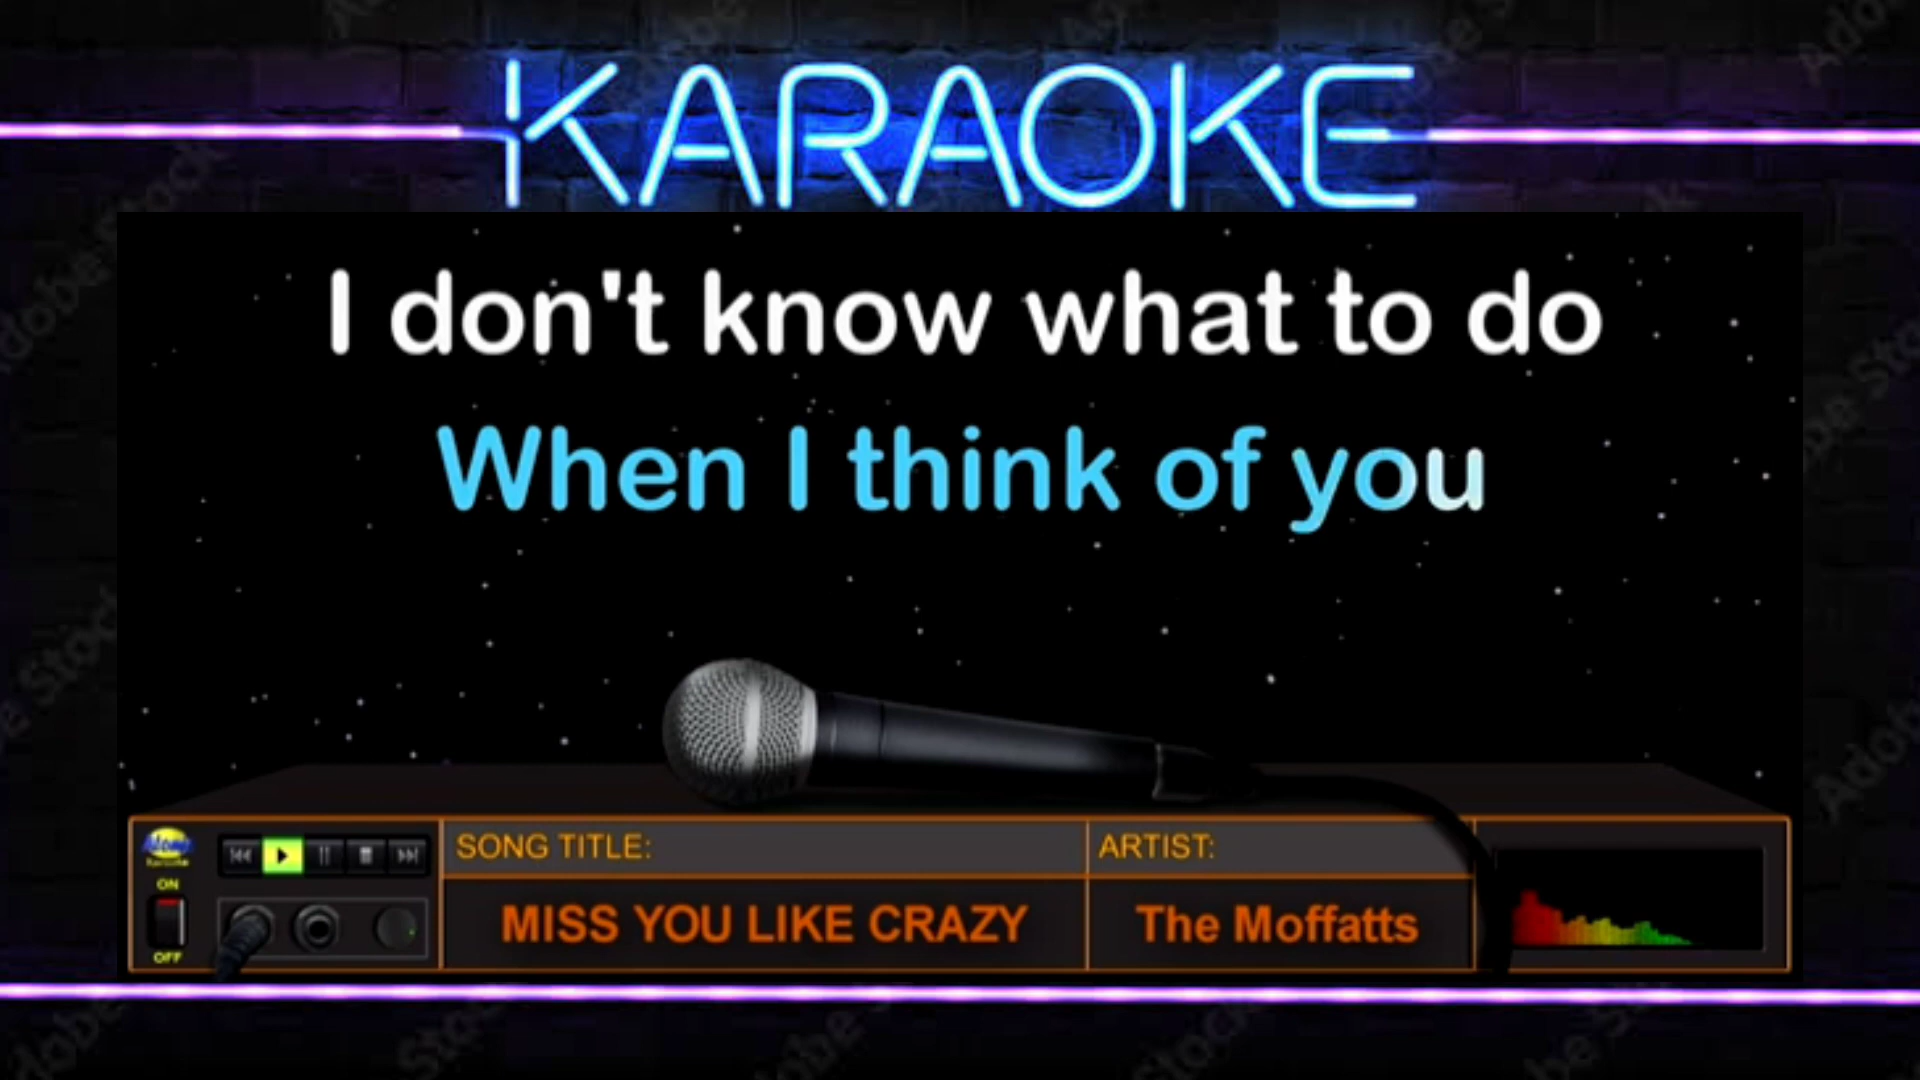 KARAOKE
I don't know what to do
When I think of you
SONG TITLE:
ARTIST:
ON
OFF
MISS YOU LIKE CRAZY
The Moffatts